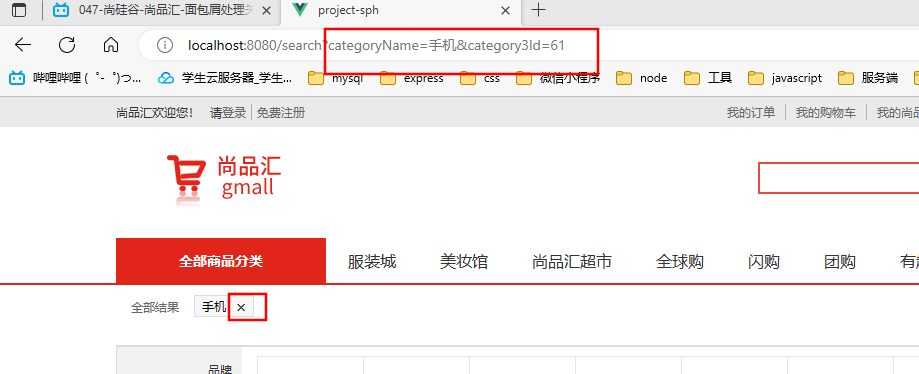 047-尚硅谷-尚品汇-面包屑处理关
project-sph
localhost:8080/search?categoryName=手机&category3Id=61
哔哩哔哩 ( ゜- ゜)つ...
学生云服务器_学生...
mysql
express
css
微信小程序
node
工具
javascript
服务端
尚品汇欢迎您！
请登录
免费注册
我的订单
我的购物车
我的尚品
尚品汇
gmall
全部商品分类
服装城
美妆馆
尚品汇超市
全球购
闪购
团购
有
全部结果
手机 ×
品牌